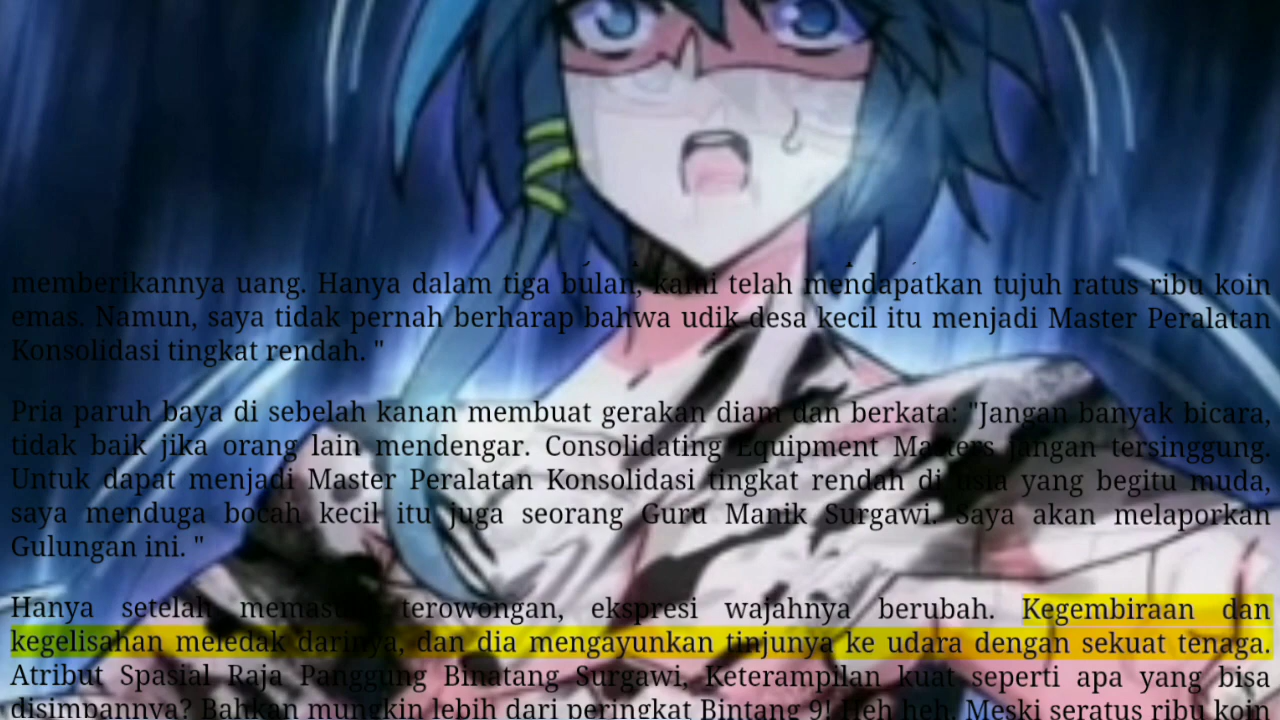 memberikannya uang. Hanya dalam tiga bulan, kami telah mendapatkan tujuh ratus ribu koin
emas. Namun, saya tidak pernah berharap bahwa udik desa kecil itu menjadi Master Peralatan
Konsolidasi tingkat rendah. "
Pria paruh baya di sebelah kanan membuat gerakan diam dan berkata: "Jangan banyak bicara,
tidak baik jika orang lain mendengar. Consolidating Equipment Masters jangan tersinggung.
Untuk dapat menjadi Master Peralatan Konsolidasi tingkat rendah di usia yang begitu muda,
saya menduga bocah kecil itu juga seorang Guru Manik Surgawi. Saya akan melaporkan
Gulungan ini. "
Hanya setelah memasuki terowongan, ekspresi wajahnya berubah. Kegembiraan dan
kegelisahan meledak darinya, dan dia mengayunkan tinjunya ke udara dengan sekuat tenaga.
Atribut Spasial Raja Panggung Binatang Surgawi, Keterampilan kuat seperti apa yang bisa
disimpannya? Bahkan mungkin lebih dari peringkat Bintang 9! Heh heh. Meski seratus ribu koin